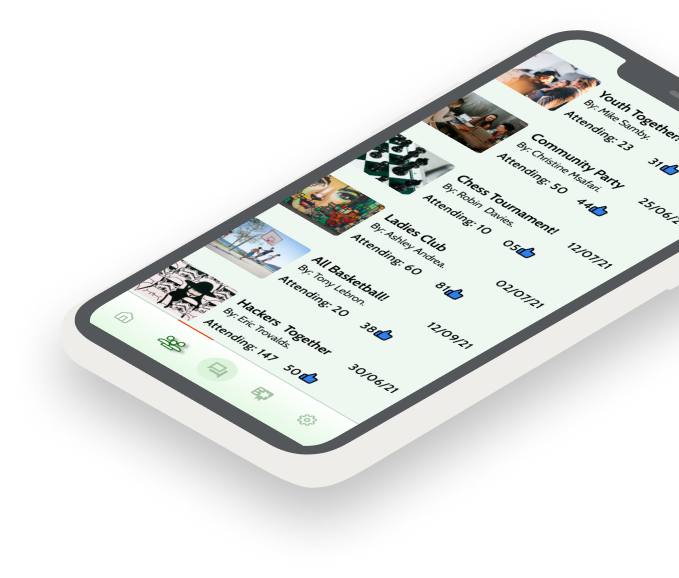 Youth Together
By: Mike Samby.
Attending: 23
31
Community Party
By: Christine Msafari.
Attending: 50
44
25/06/2
Chess Tournament!
By: Robin Davies.
Attending: 10
05
12/07/21
Ladies Club
By: Ashley Andrea.
Attending: 60
81
02/07/21
All Basketball!
By: Tony Lebron.
Attending: 20
38
12/09/21
Hackers Together
By: Eric Trovalds.
Attending: 147
50
30/06/21